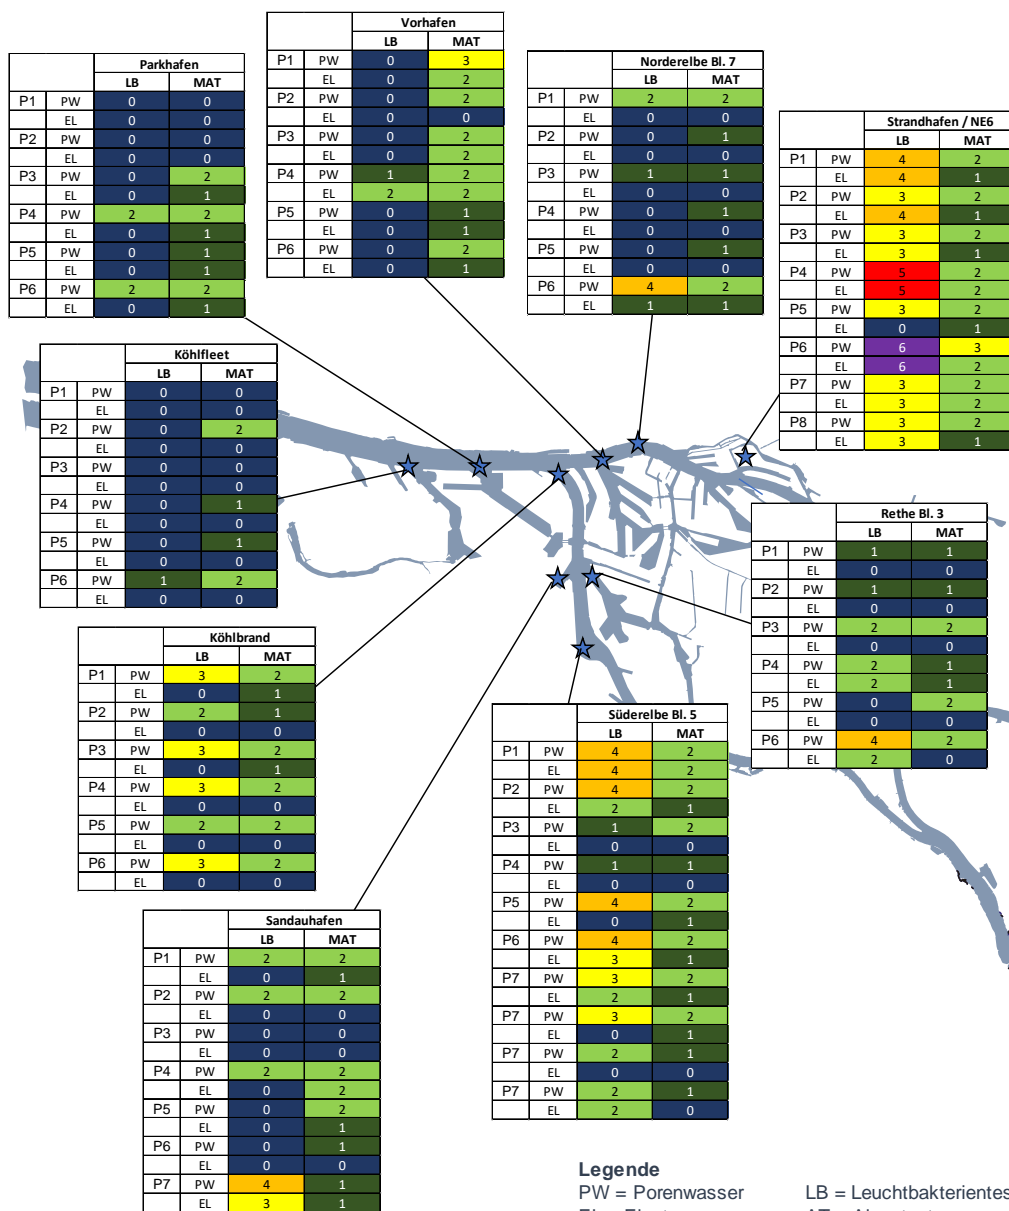 Vorhafen
LB MAT
P1 PW 0 3
EL 0 2
P2 PW 0 2
EL 0 0
P3 PW 0 2
EL 0 2
P4 PW 1 2
EL 2 2
P5 PW 0 1
EL 0 1
P6 PW 0 2
EL 0 1
Parkhafen
LB MAT
P1 PW 0 0
EL 0 0
P2 PW 0 0
EL 0 0
P3 PW 0 2
EL 0 1
P4 PW 2 2
EL 0 1
P5 PW 0 1
EL 0 1
P6 PW 2 2
EL 0 1
Norderelbe Bl. 7
LB MAT
P1 PW 2 2
EL 0 0
P2 PW 0 1
EL 0 0
P3 PW 1 1
EL 0 0
P4 PW 0 1
EL 0 0
P5 PW 0 1
EL 0 0
P6 PW 4 2
EL 1 1
Strandhafen / NE6
LB MAT
P1 PW 4 2
EL 4 1
P2 PW 3 2
EL 4 1
P3 PW 3 2
EL 3 1
P4 PW 5 2
EL 5 2
P5 PW 3 2
EL 0 1
P6 PW 6 3
EL 6 2
P7 PW 3 2
EL 3 2
P8 PW 3 2
EL 3 1
Köhlfleet
LB MAT
P1 PW 0 0
EL 0 0
P2 PW 0 2
EL 0 0
P3 PW 0 0
EL 0 0
P4 PW 0 1
EL 0 0
P5 PW 0 1
EL 0 0
P6 PW 1 2
EL 0 0
Rethe Bl. 3
LB MAT
P1 PW 1 1
EL 0 0
P2 PW 1 1
EL 0 0
P3 PW 2 2
EL 0 0
P4 PW 2 1
EL 2 1
P5 PW 0 2
EL 0 0
P6 PW 4 2
EL 2 0
Köhlbrand
LB MAT
P1 PW 3 2
EL 0 1
P2 PW 2 1
EL 0 0
P3 PW 3 2
EL 0 1
P4 PW 3 2
EL 0 0
P5 PW 2 2
EL 0 0
P6 PW 3 2
EL 0 0
Süderelbe Bl. 5
LB MAT
P1 PW 4 2
EL 4 2
P2 PW 4 2
EL 2 1
P3 PW 1 2
EL 0 0
P4 PW 1 1
EL 0 0
P5 PW 4 2
EL 0 1
P6 PW 4 2
EL 3 1
P7 PW 3 2
EL 2 1
P7 PW 3 2
EL 0 1
P7 PW 2 1
EL 0 0
P7 PW 2 1
EL 2 0
Sandauhafen
LB MAT
P1 PW 2 2
EL 0 1
P2 PW 2 2
EL 0 0
P3 PW 0 0
EL 0 0
P4 PW 2 2
EL 0 2
P5 PW 0 2
EL 0 1
P6 PW 0 1
EL 0 0
P7 PW 4 1
EL 3 1
Legende
PW = Porenwasser LB = Leuchtbakterientes